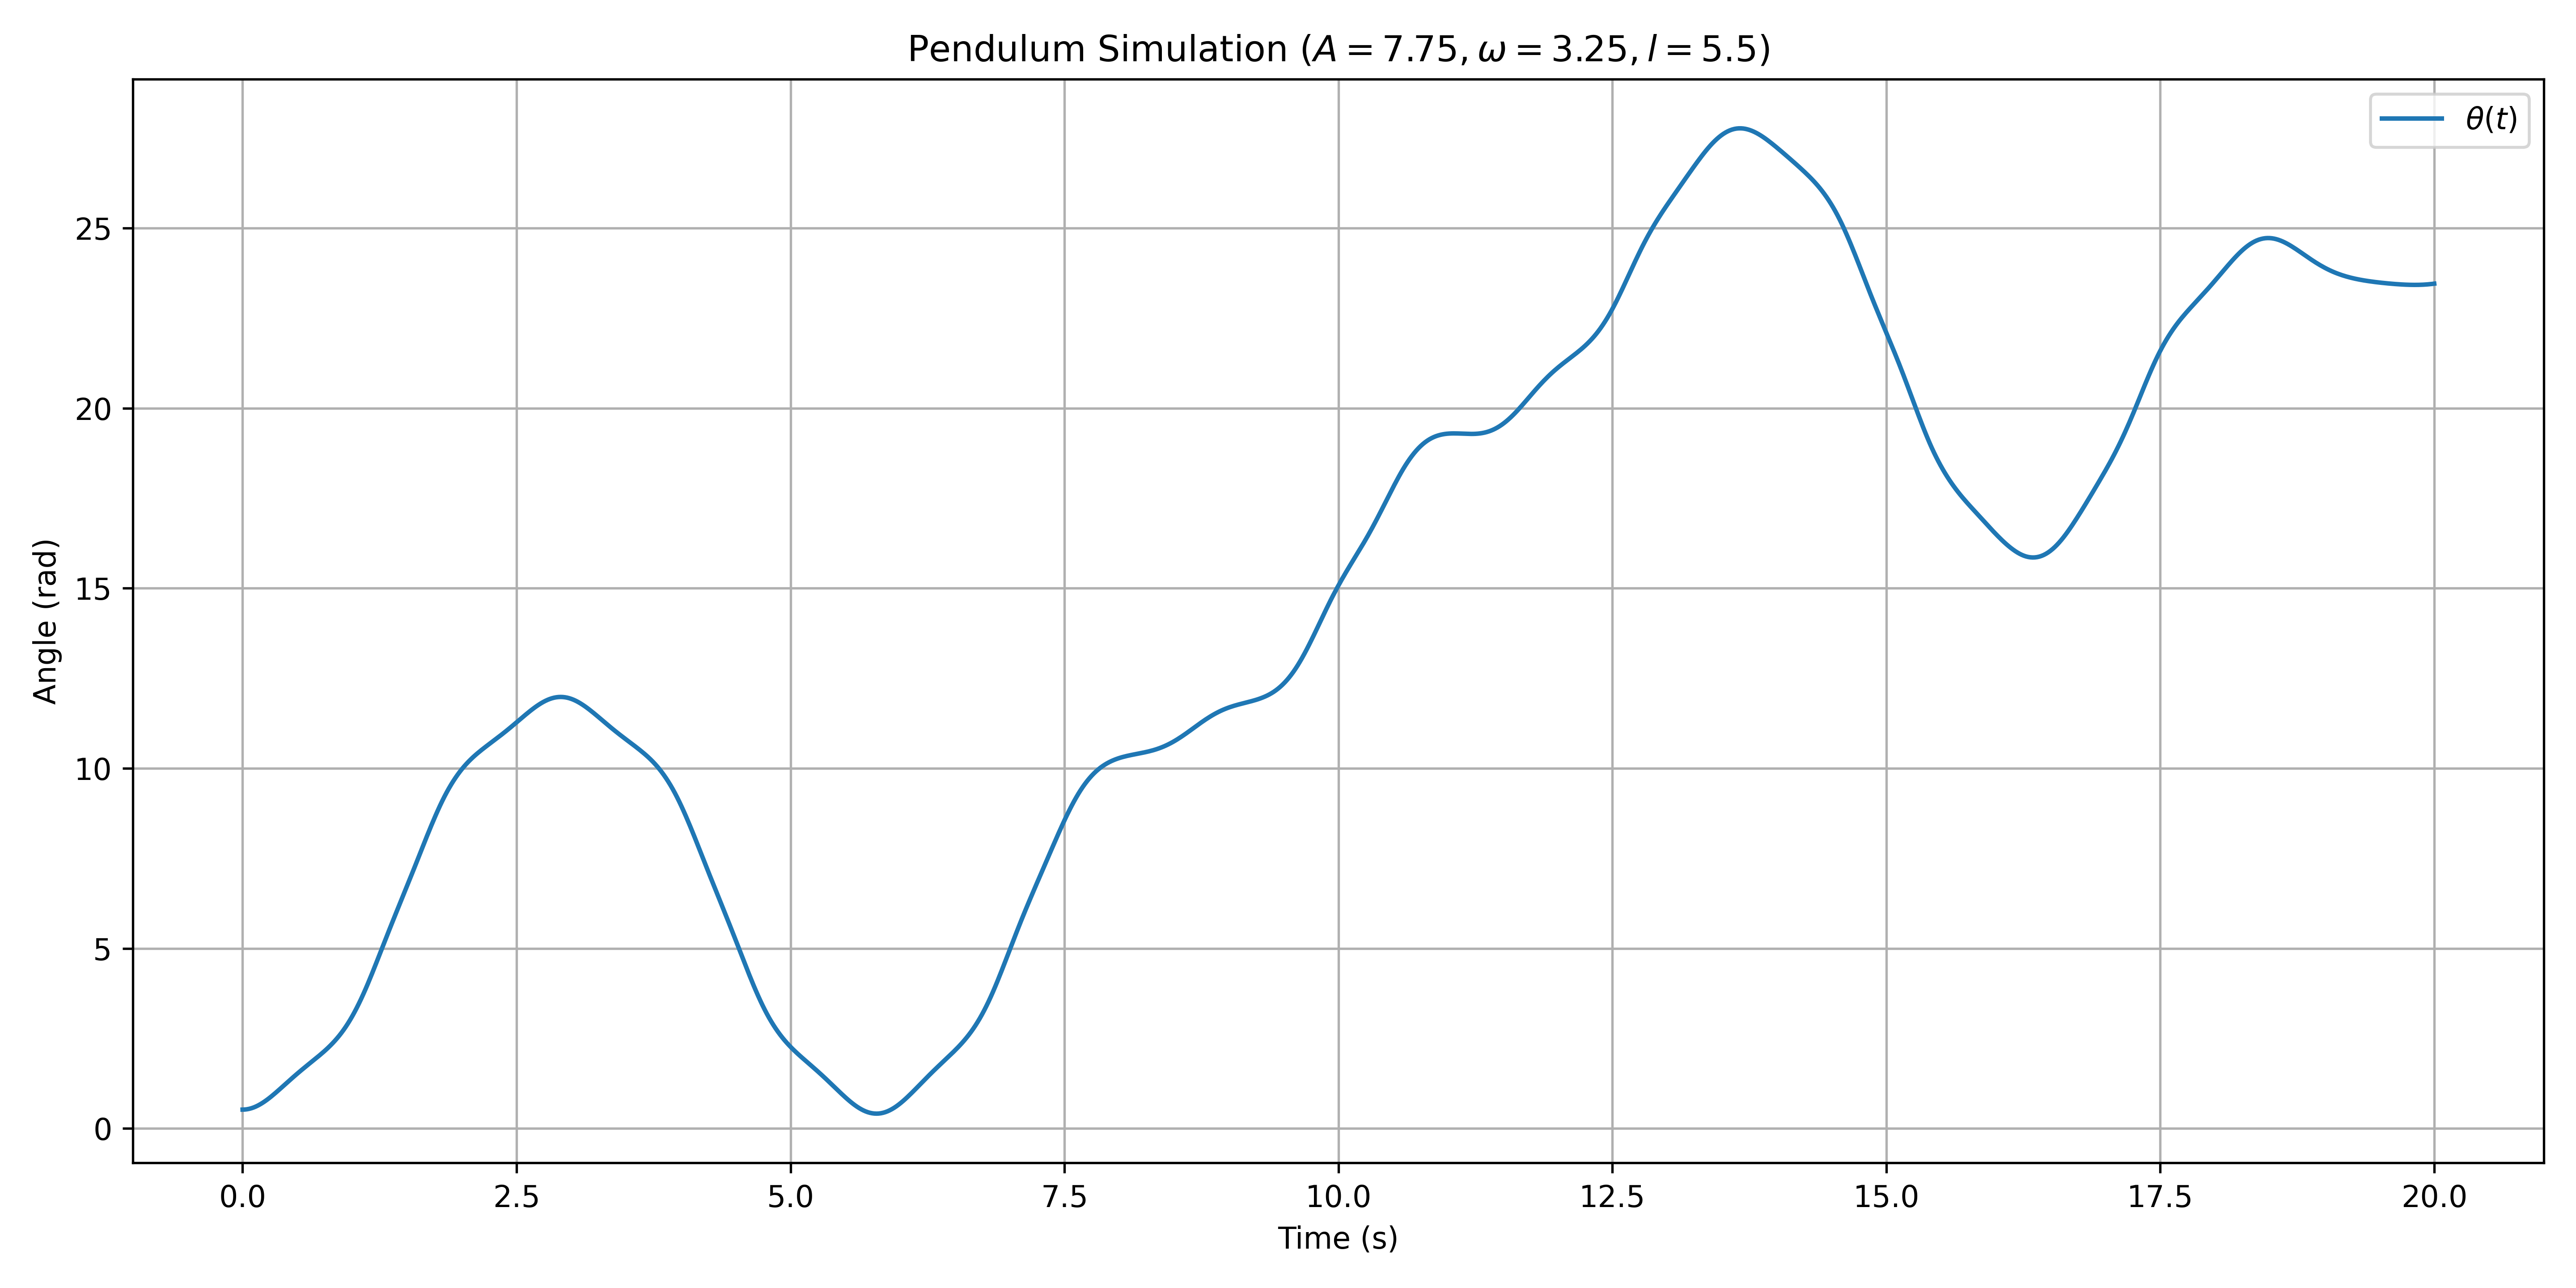 Pendulum Simulation (A = 7.75, ω = 3.25, l = 5.5)
θ(t)
25
20
15
10
5
0
Angle (rad)
0.0 2.5 5.0 7.5 10.0 12.5 15.0 17.5 20.0
Time (s)